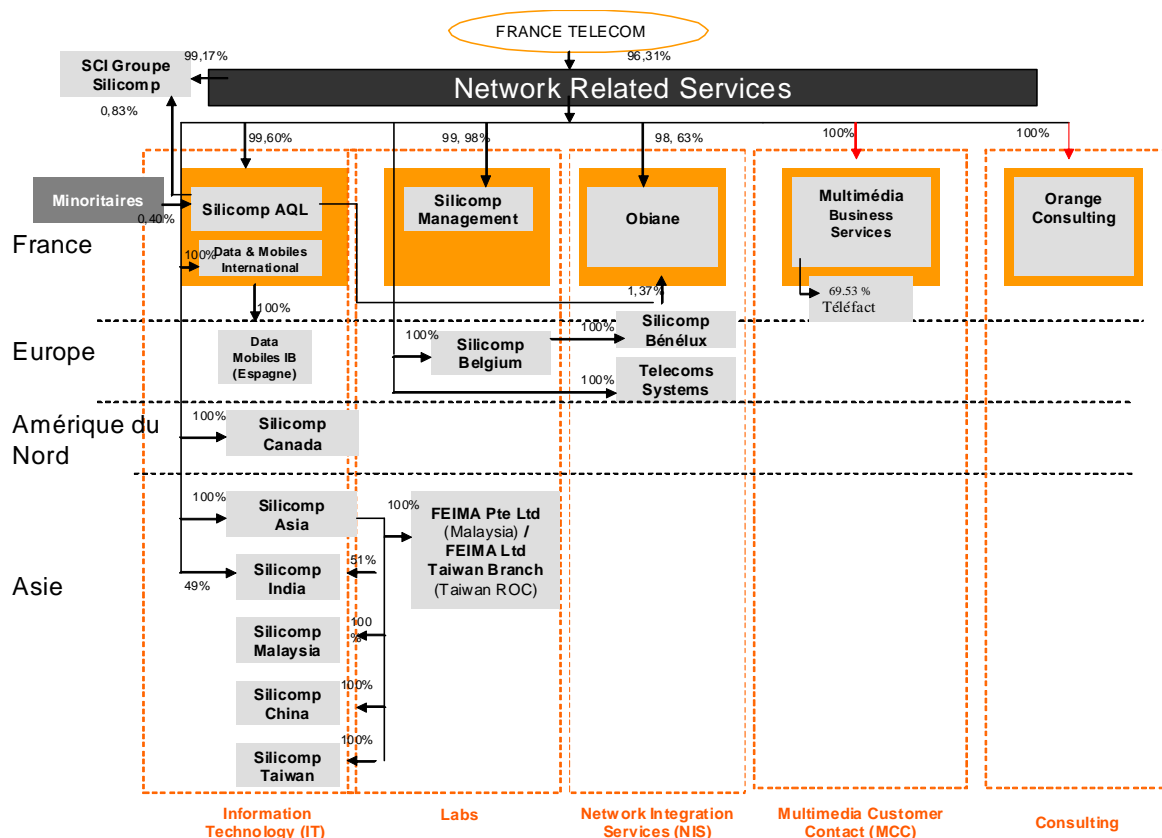 FRANCE TELECOM
99,17%
96,31%
SCI Groupe
Silicomp
Network Related Services
0,83%
99,60%
99, 98%
98, 63%
100%
100%
Minoritaires
0,40%
Silicomp AQL
Silicomp
Management
Obiane
Multimédia
Business
Services
Orange
Consulting
France
100%
Data & Mobiles
International
1,37%
69.53 %
Téléfact
100%
Europe
Data
Mobiles IB
(Espagne)
100%
Silicomp
Belgium
100%
Silicomp
Bénélux
100%
Telecoms
Systems
Amérique du
Nord
100%
Silicomp
Canada
100%
Silicomp
Asia
100%
FEIMA Pte Ltd
(Malaysia) /
FEIMA Ltd
Taiwan Branch
(Taiwan ROC)
Asie
49%
Silicomp
India
51%
Silicomp
Malaysia
100
%
Silicomp
China
100%
Silicomp
Taiwan
100%
Information
Technology (IT)
Labs
Network Integration
Services (NIS)
Multimedia Customer
Contact (MCC)
Consulting